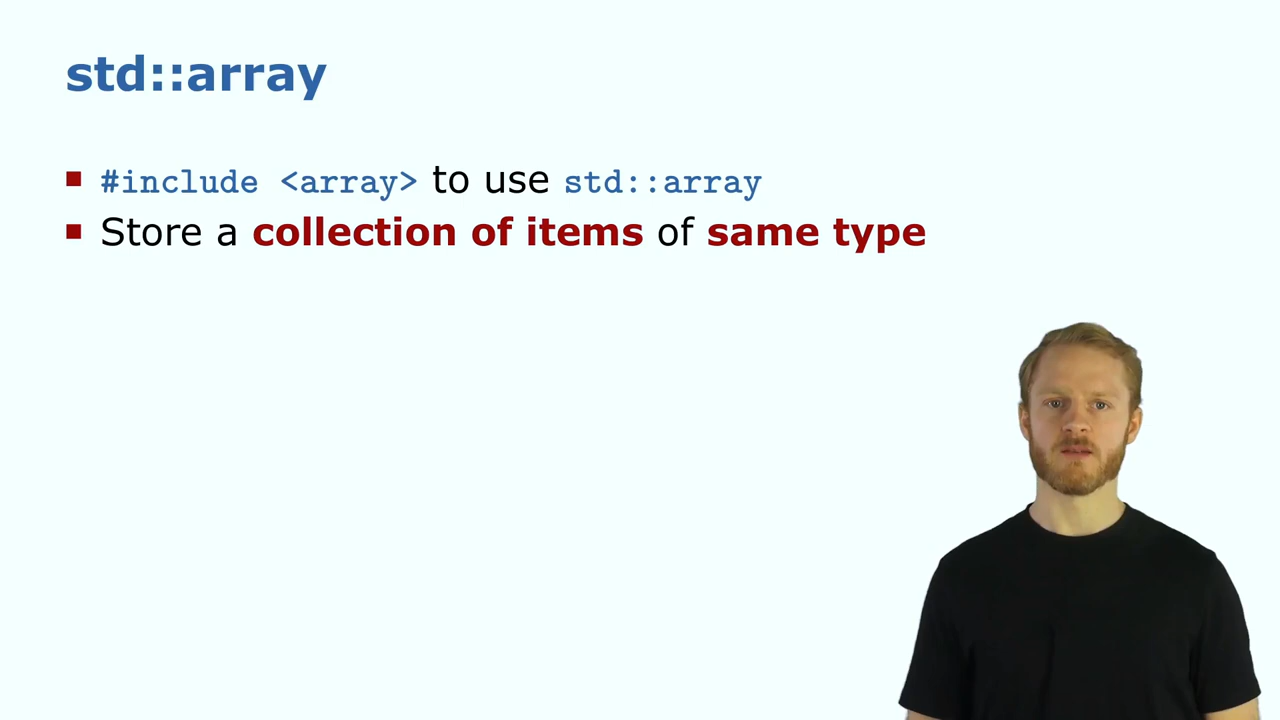 std::array
#include <array> to use std::array
Store a collection of items of same type